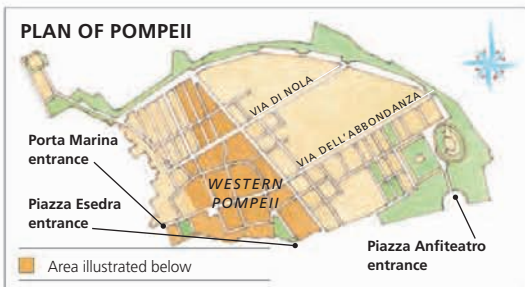 PLAN OF POMPEII
VIA DI NOLA
VIA DELL'ABBONDANZA
Porta Marina
entrance
WESTERN
POMPEII
Piazza Esedra
entrance
Piazza Anfiteatro
entrance
Area illustrated below